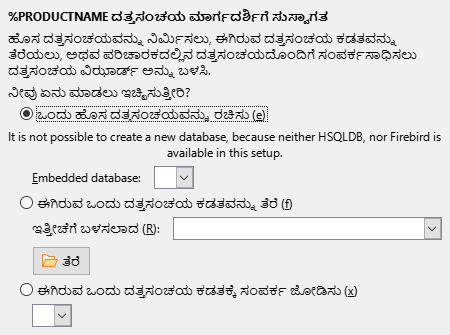 %PRODUCTNAME ದತ್ತಸಂಚಯ ಮಾರ್ಗದರ್ಶಿಗೆ ಸುಸ್ವಾಗತ
ಹೊಸ ದತ್ತಸಂಚಯವನ್ನು ನಿರ್ಮಿಸಲು, ಈಗಿರುವ ದತ್ತಸಂಚಯ ಕಡತವನ್ನು
ತೆರೆಯಲು, ಅಥವ ಪರಿಚಾರಕದಲ್ಲಿನ ದತ್ತಸಂಚಯದೊಂದಿಗೆ ಸಂಪರ್ಕಸಾಧಿಸಲು
ದತ್ತಸಂಚಯ ವಿಝಾರ್ಡ್ ಅನ್ನು ಬಳಸಿ.
ನೀವು ಏನು ಮಾಡಲು ಇಚ್ಛಿಸುತ್ತೀರಿ?
ಒಂದು ಹೊಸ ದತ್ತಸಂಚಯವನ್ನು ರಚಿಸು (e)
It is not possible to create a new database, because neither HSQLDB, nor Firebird is
available in this setup.
Embedded database:
ಈಗಿರುವ ಒಂದು ದತ್ತಸಂಚಯ ಕಡತವನ್ನು ತೆರೆ (f)
ಇತ್ತೀಚೆಗೆ ಬಳಸಲಾದ (R):
ತೆರೆ
ಈಗಿರುವ ಒಂದು ದತ್ತಸಂಚಯ ಕಡತಕ್ಕೆ ಸಂಪರ್ಕ ಜೋಡಿಸು (x)